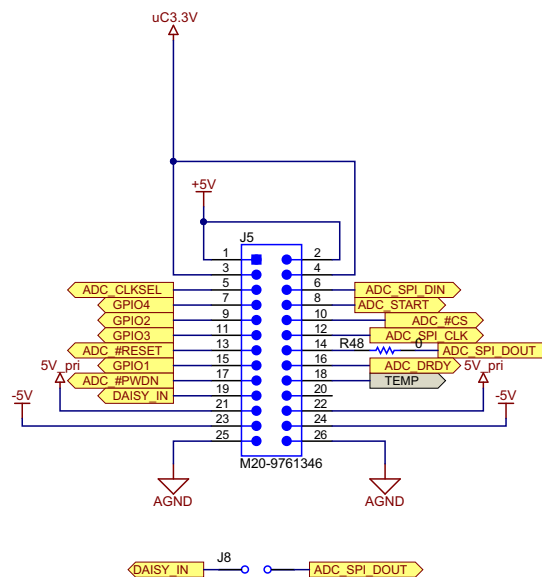 uC3.3V
+5V
J5
1 2
3 4
ADC_CLKSEL 5 6 ADC_SPI_DIN
GPIO4 7 8 ADC_START
GPIO2 9 10 ADC_#CS
GPIO3 11 12 ADC_SPI_CLK
ADC_#RESET 13 14 R48 0 ADC_SPI_DOUT
GPIO1 15 16 ADC_DRDY
5V_pri ADC_#PWDN 17 18 TEMP 5V_pri
-5V DAISY_IN 19 20 -5V
21 22
23 24
25 26
M20-9761346
AGND AGND
J8
DAISY_IN ADC_SPI_DOUT